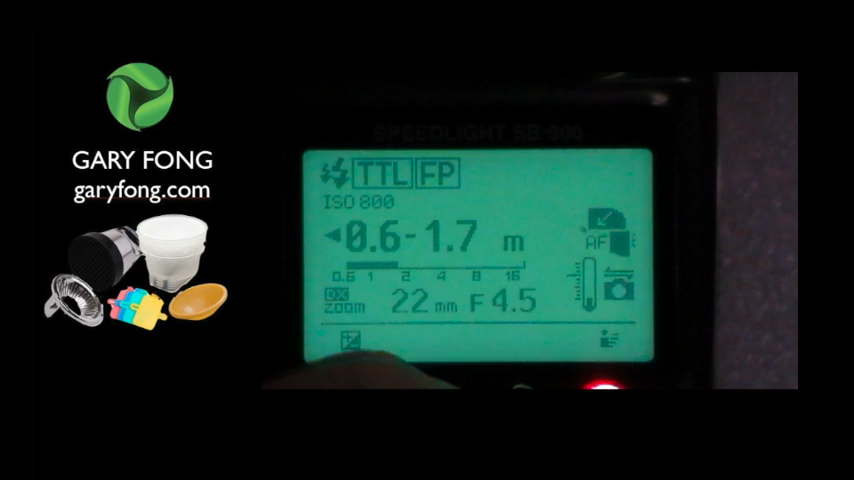 GARY FONG
garyfong.com
SPEEDLIGHT SB-900
TTL FP
ISO 800
0.6-1.7 m
0.6 1 2 4 8 16
AF
DX
ZOOM 22 mm F4.5